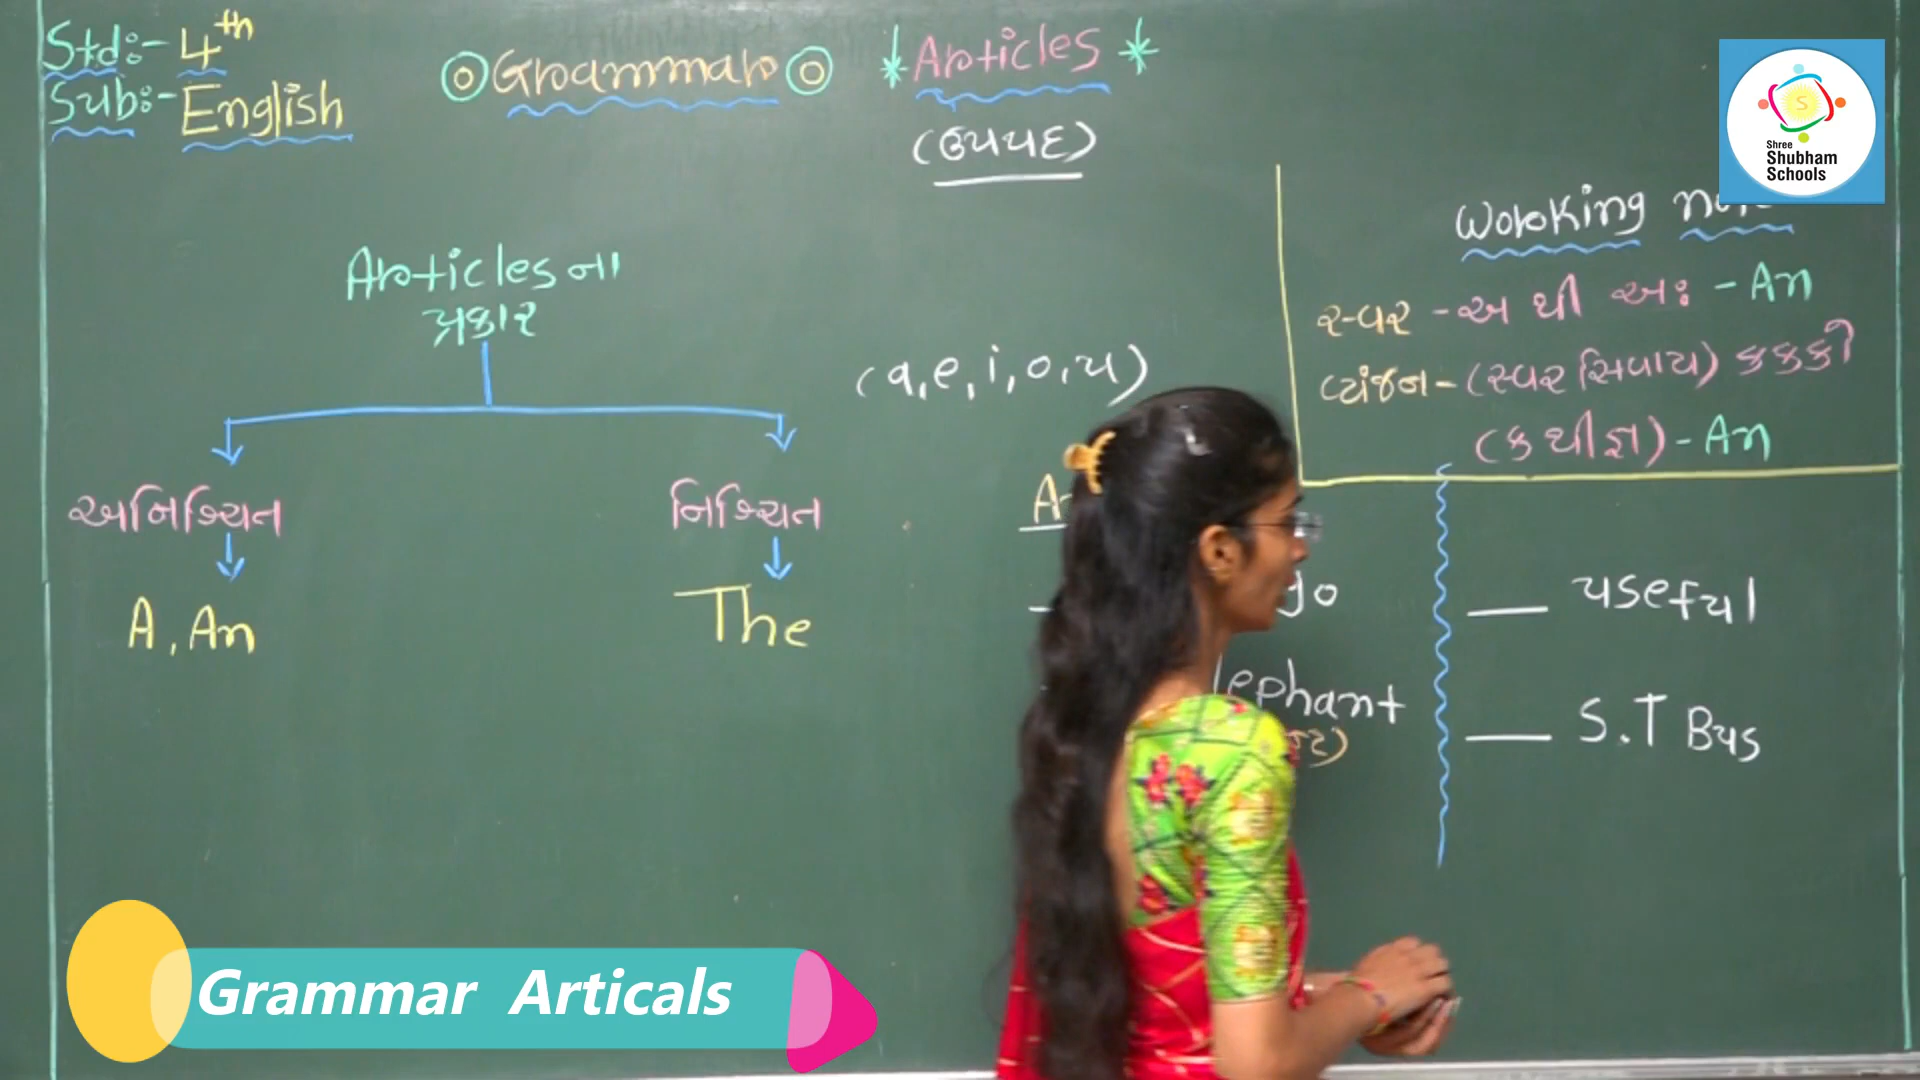 Std:- 4th
Sub:- English
Grammar
Articles
(ઉપપદ)
Shree
Shubham
Schools
Working
સ્વર - અ થી અઃ - An
વ્યંજન - (સ્વર સિવાય) કકકી
(ક થી જ્ઞ) - An
Articles ના
પ્રકાર
(a, e, i, o, u)
અનિશ્ચિત
નિશ્ચિત
A, An
The
useful
S.T Bus
Grammar Articals